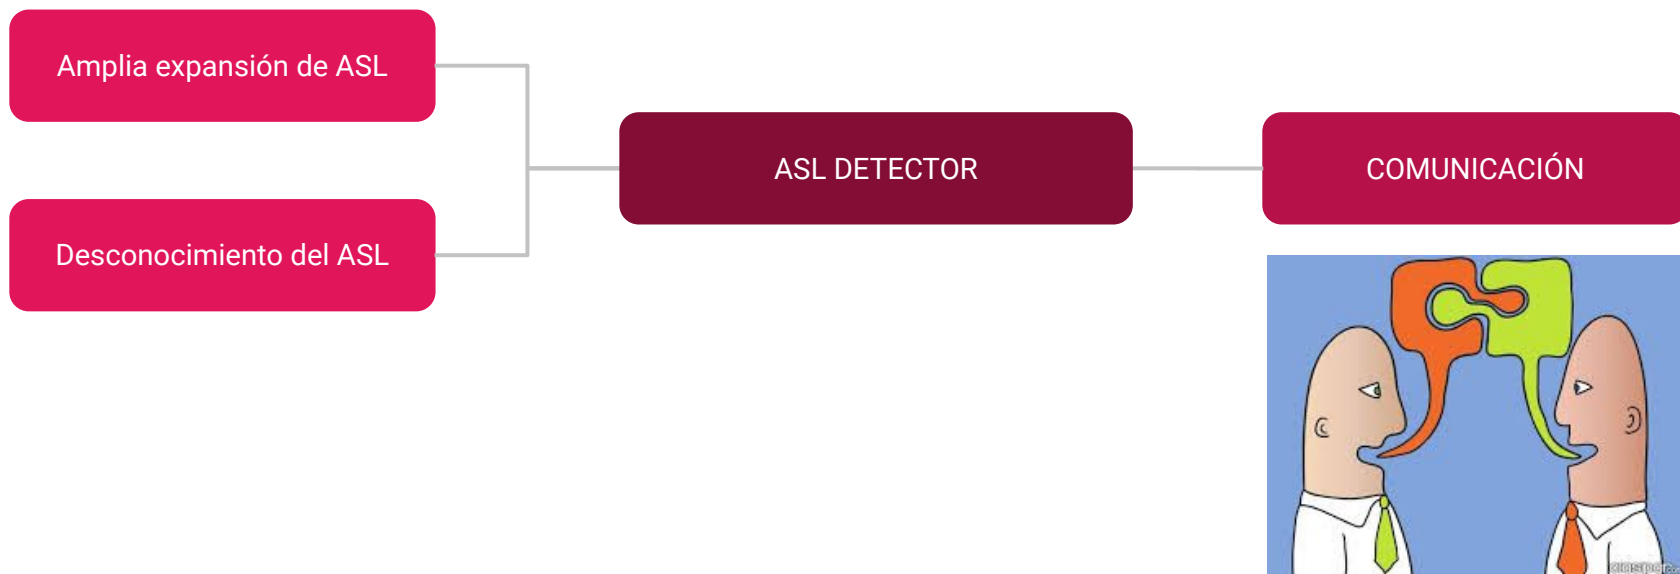 Amplia expansión de ASL
Desconocimiento del ASL
ASL DETECTOR
COMUNICACIÓN